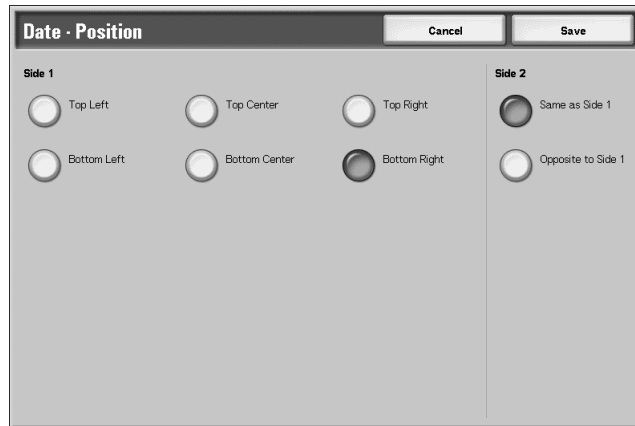 Date - Position
Cancel
Save
Side 1
Side 2
Top Left
Top Center
Top Right
Same as Side 1
Bottom Left
Bottom Center
Bottom Right
Opposite to Side 1